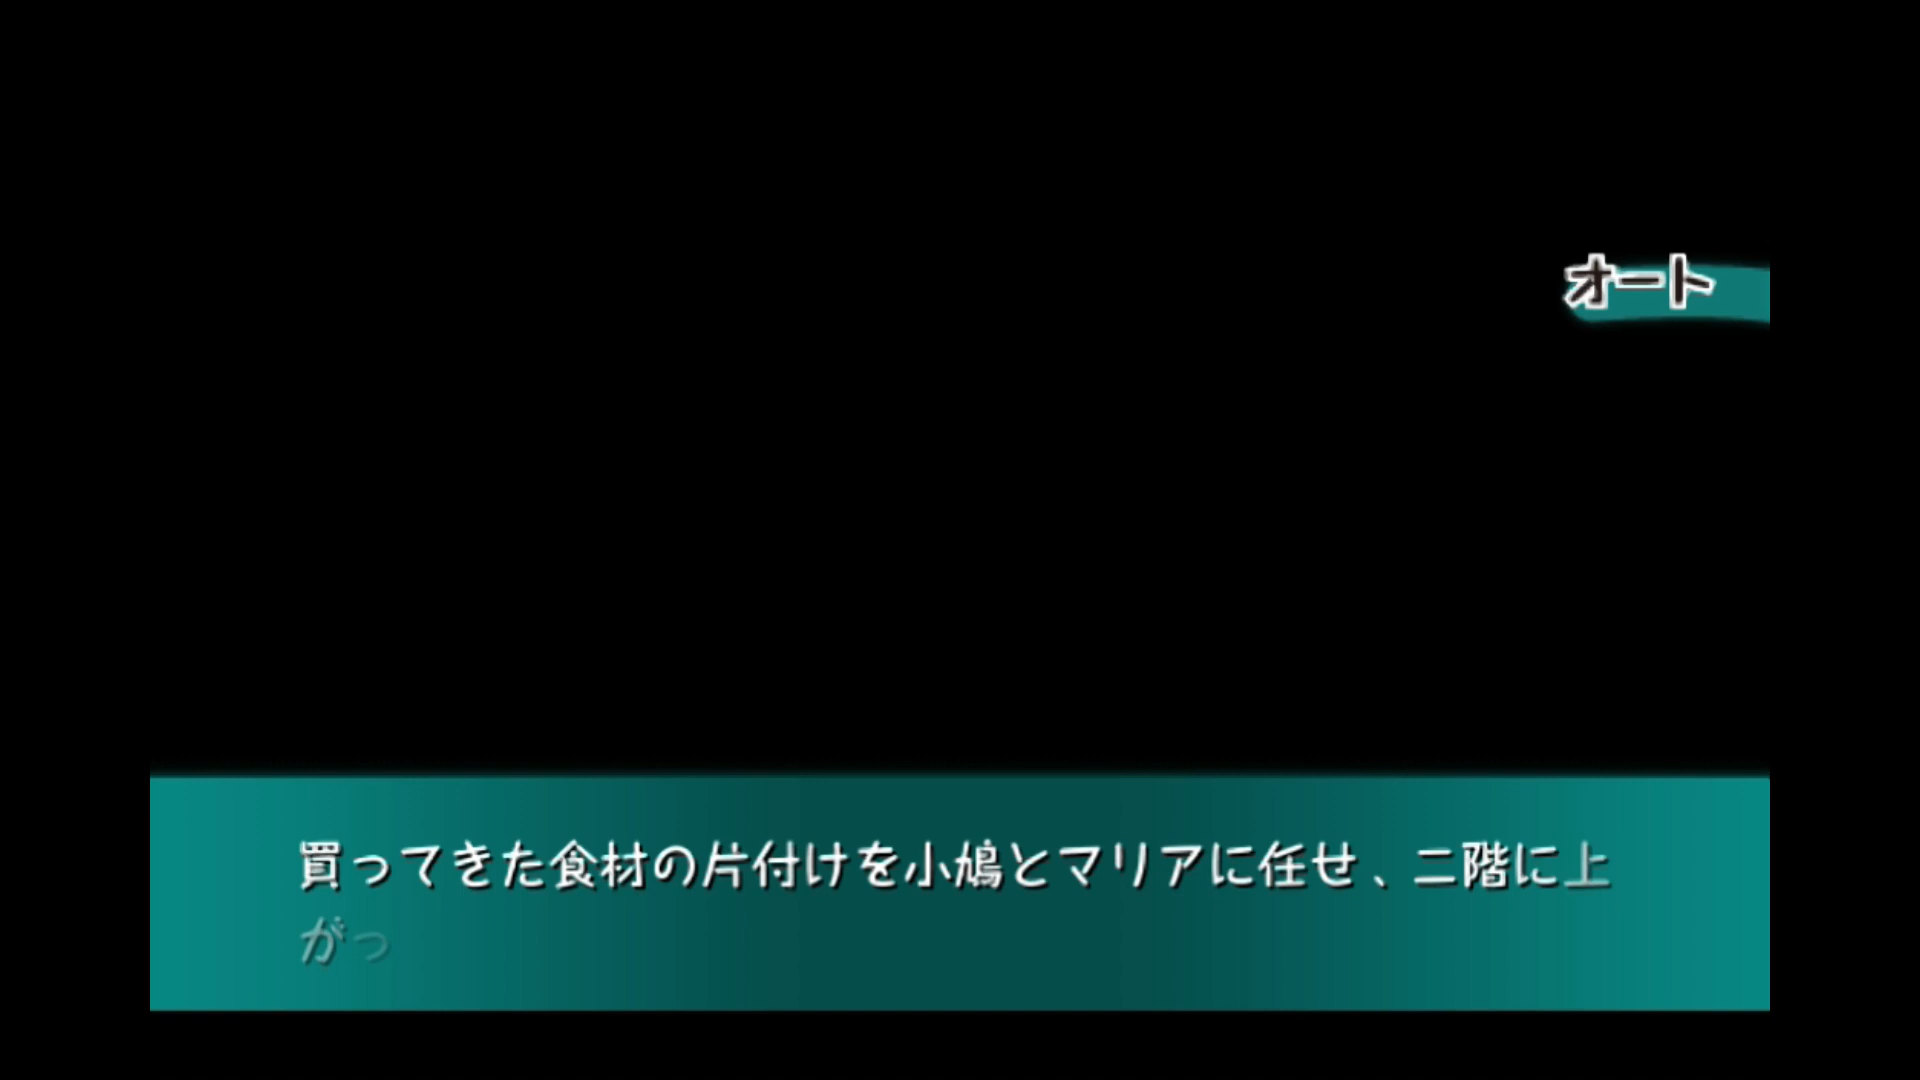 オート
買ってきた食材の片付けを小鳩とマリアに任せ、二階に上
がっ